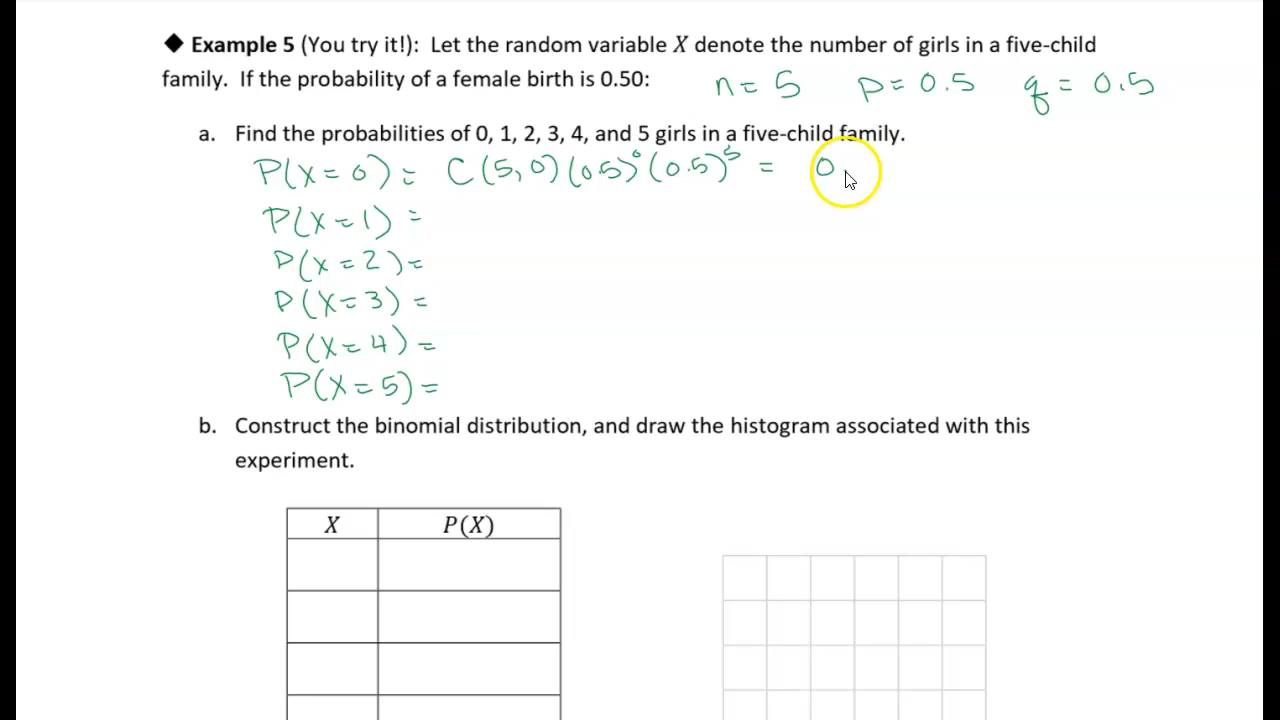 ◆ Example 5 (You try it!): Let the random variable X denote the number of girls in a five-child
family. If the probability of a female birth is 0.50: n = 5 p = 0.5 q = 0.5
a. Find the probabilities of 0, 1, 2, 3, 4, and 5 girls in a five-child family.
P(X = 0) = C(5,0)(0.5)⁰(0.5)⁵ = 0.
P(X = 1) =
P(X = 2) =
P(X = 3) =
P(X = 4) =
P(X = 5) =
b. Construct the binomial distribution, and draw the histogram associated with this
experiment.
X P(X)